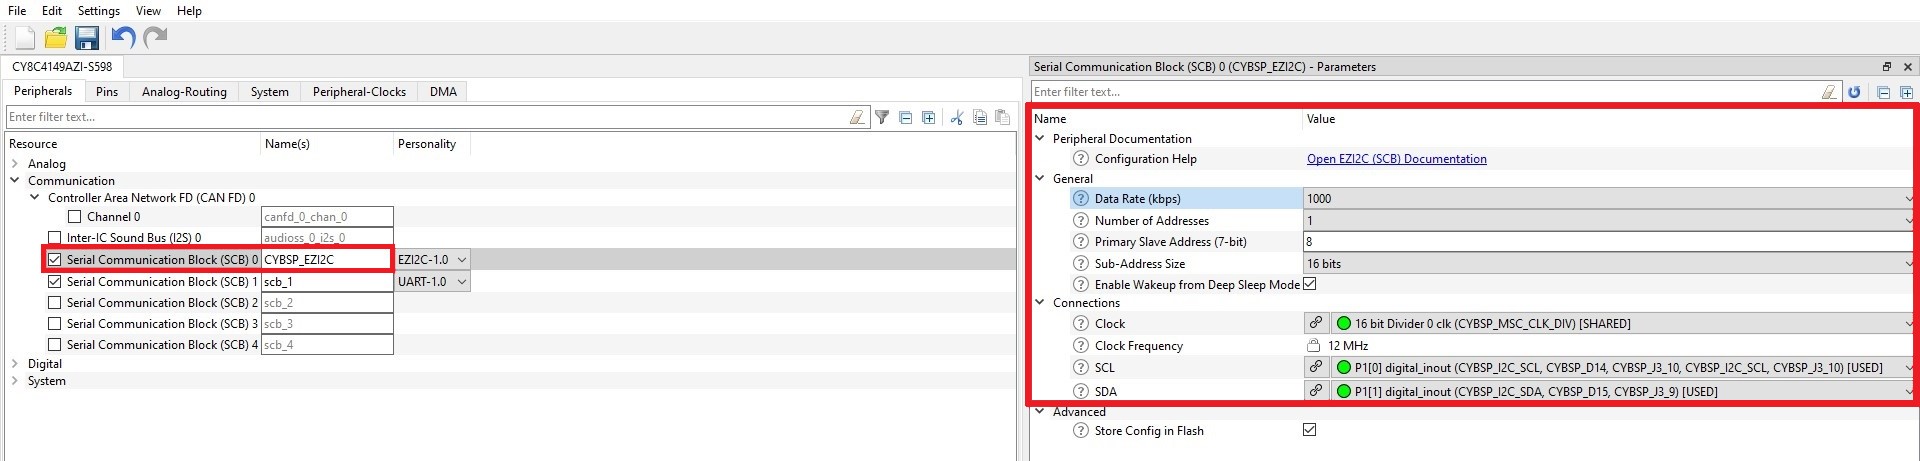 File Edit Settings View Help
CY8C4149AZI-S598
Peripherals Pins Analog-Routing System Peripheral-Clocks DMA
Enter filter text...
Resource Name(s) Personality
Analog
Communication
Controller Area Network FD (CAN FD) 0
Channel 0 canfd_0_chan_0
Inter-IC Sound Bus (I2S) 0 audioss_0_i2s_0
Serial Communication Block (SCB) 0 CYBSP_EZI2C EZI2C-1.0
Serial Communication Block (SCB) 1 scb_1 UART-1.0
Serial Communication Block (SCB) 2 scb_2
Serial Communication Block (SCB) 3 scb_3
Serial Communication Block (SCB) 4 scb_4
Digital
System
Serial Communication Block (SCB) 0 (CYBSP_EZI2C) - Parameters
Enter filter text...
Name Value
Peripheral Documentation
Configuration Help Open EZI2C (SCB) Documentation
General
Data Rate (kbps) 1000
Number of Addresses 1
Primary Slave Address (7-bit) 8
Sub-Address Size 16 bits
Enable Wakeup from Deep Sleep Mode
Connections
Clock 16 bit Divider 0 clk (CYBSP_MSC_CLK_DIV) [SHARED]
Clock Frequency 12 MHz
SCL P1[0] digital_inout (CYBSP_I2C_SCL, CYBSP_D14, CYBSP_J3_10, CYBSP_I2C_SCL, CYBSP_J3_10) [USED]
SDA P1[1] digital_inout (CYBSP_I2C_SDA, CYBSP_D15, CYBSP_J3_9) [USED]
Advanced
Store Config in Flash